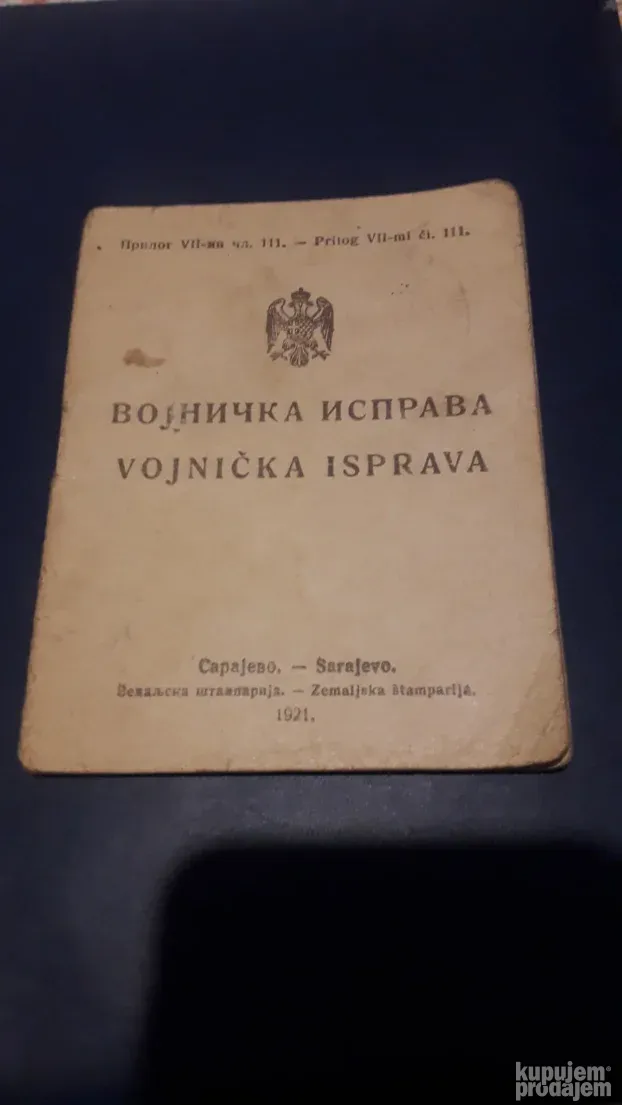 Прилог VII-ми чл. 111. — Prilog VII-mi čl. 111.
ВОЈНИЧКА ИСПРАВА
VOJNIČKA ISPRAVA
Сарајево. — Sarajevo.
Земаљска штампарија. — Zemaljska štamparija.
1921.
kupujem
prodajem